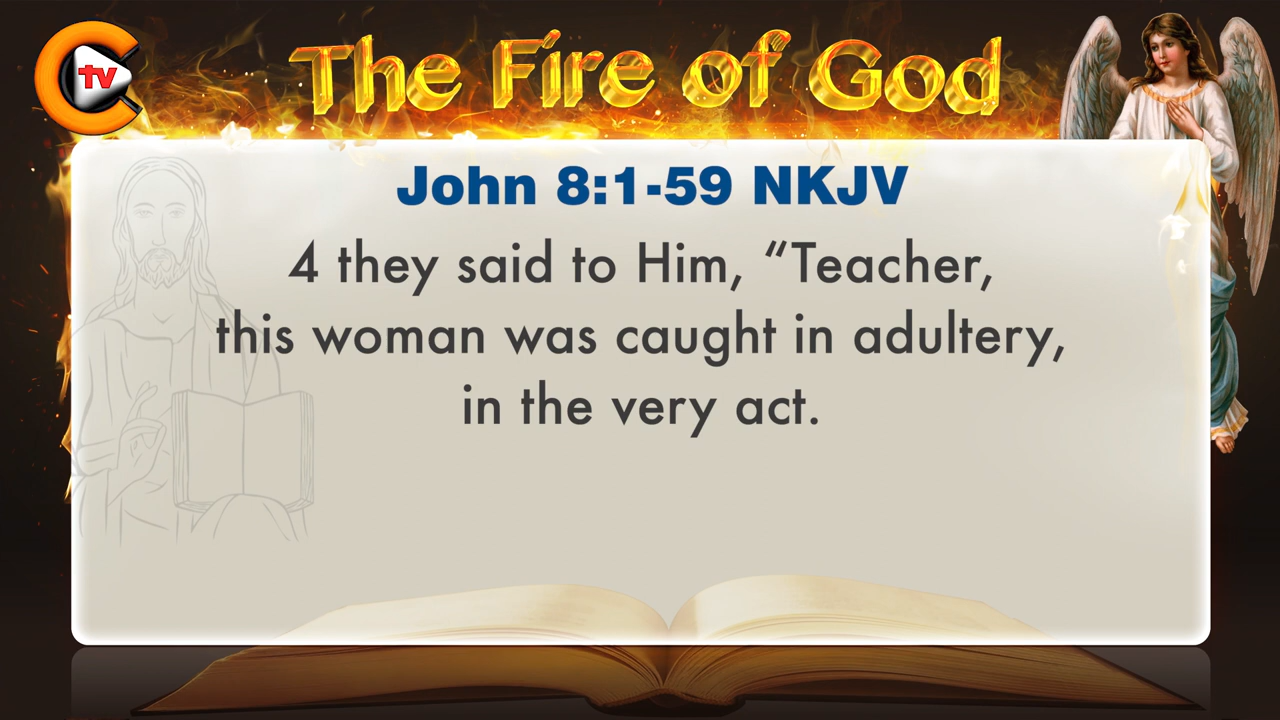 tv
The Fire of God
John 8:1-59 NKJV
4 they said to Him, “Teacher,
this woman was caught in adultery,
in the very act.